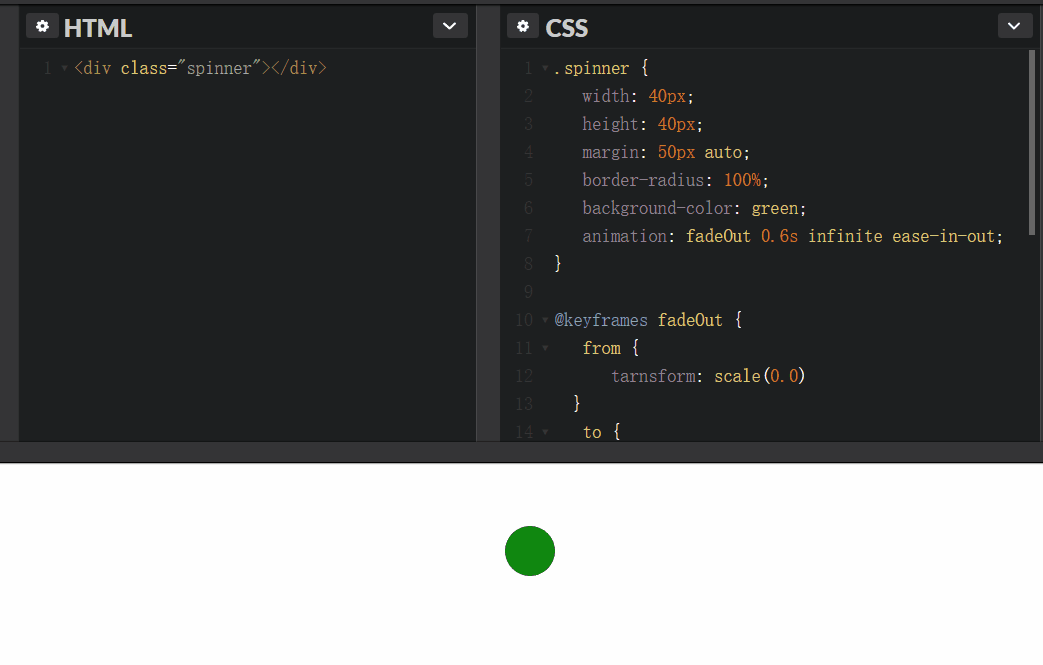 HTML
1 <div class="spinner"></div>
CSS
1 .spinner {
2 width: 40px;
3 height: 40px;
4 margin: 50px auto;
5 border-radius: 100%;
6 background-color: green;
7 animation: fadeOut 0.6s infinite ease-in-out;
8 }
9
10 @keyframes fadeOut {
11 from {
12 tarnsform: scale(0.0)
13 }
14 to {